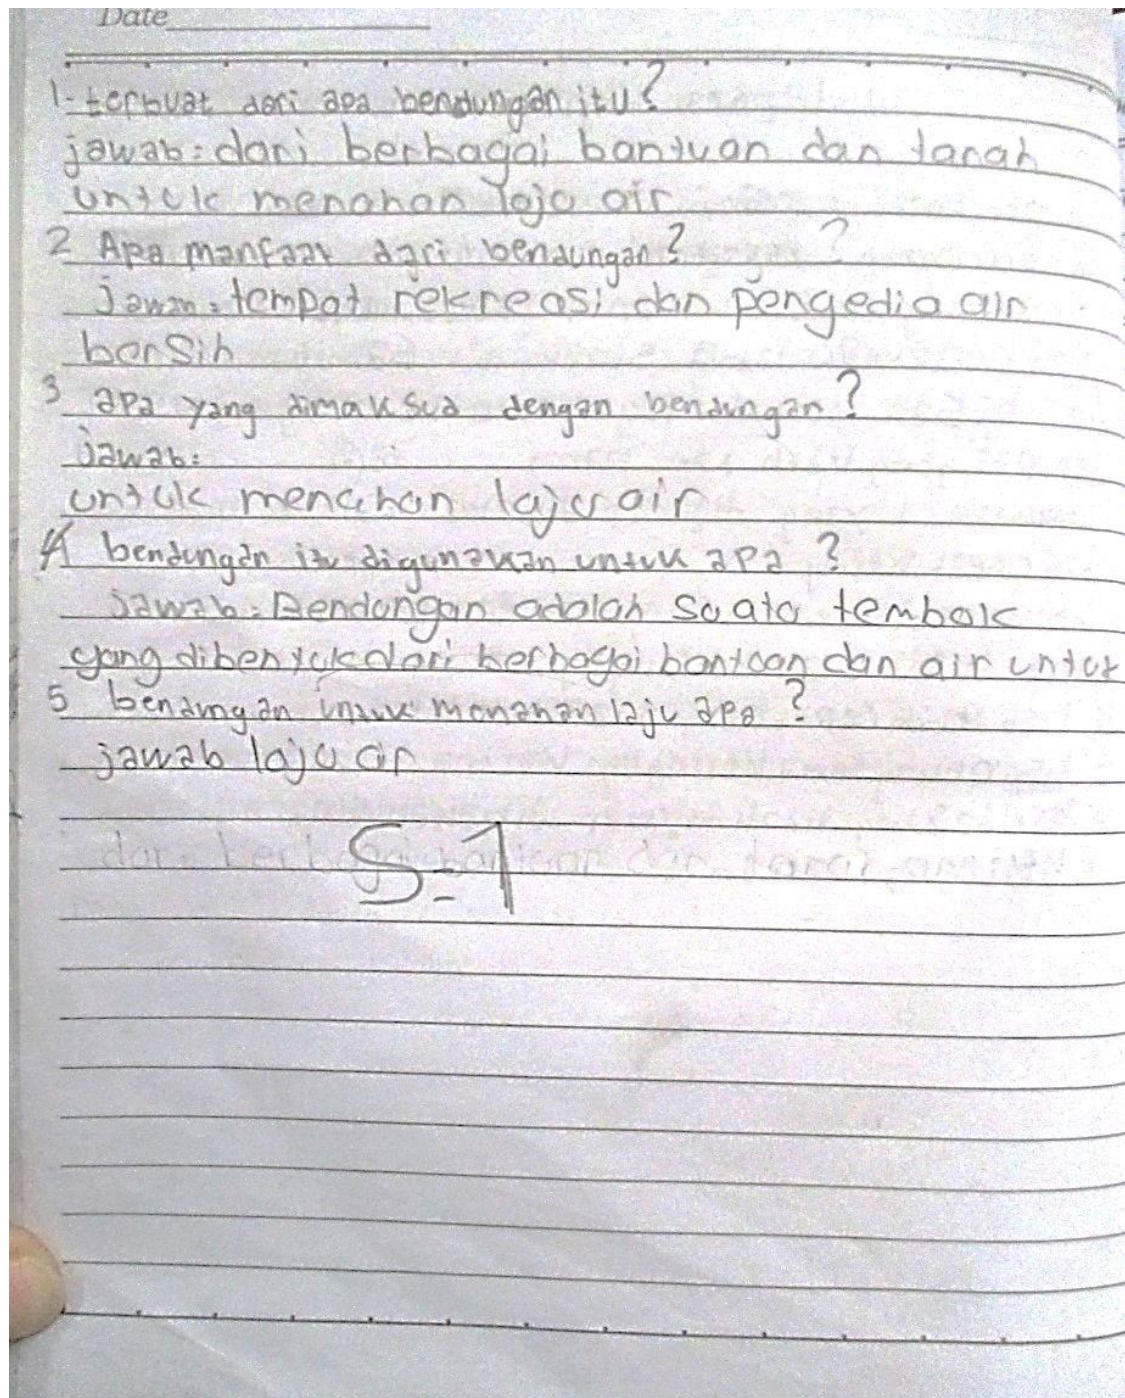 Date
1. terbuat dari apa bendungan itu?
jawab: dari berbagai bantuan dan tanah
untuk menahan laju air
2 Apa manfaat dari bendungan? ?
jawab: tempat rekreasi dan pengedia air
bersih
3 apa yang dimaksud dengan bendungan?
jawab:
untuk menahan laju air
4 bendungan itu digunakan untuk apa?
jawab: Bendungan adalah suatu tembok
yang dibentuk dari berbagai bantuan dan air untuk
5 bendungan untuk menahan laju apa?
jawab laju air
S=1